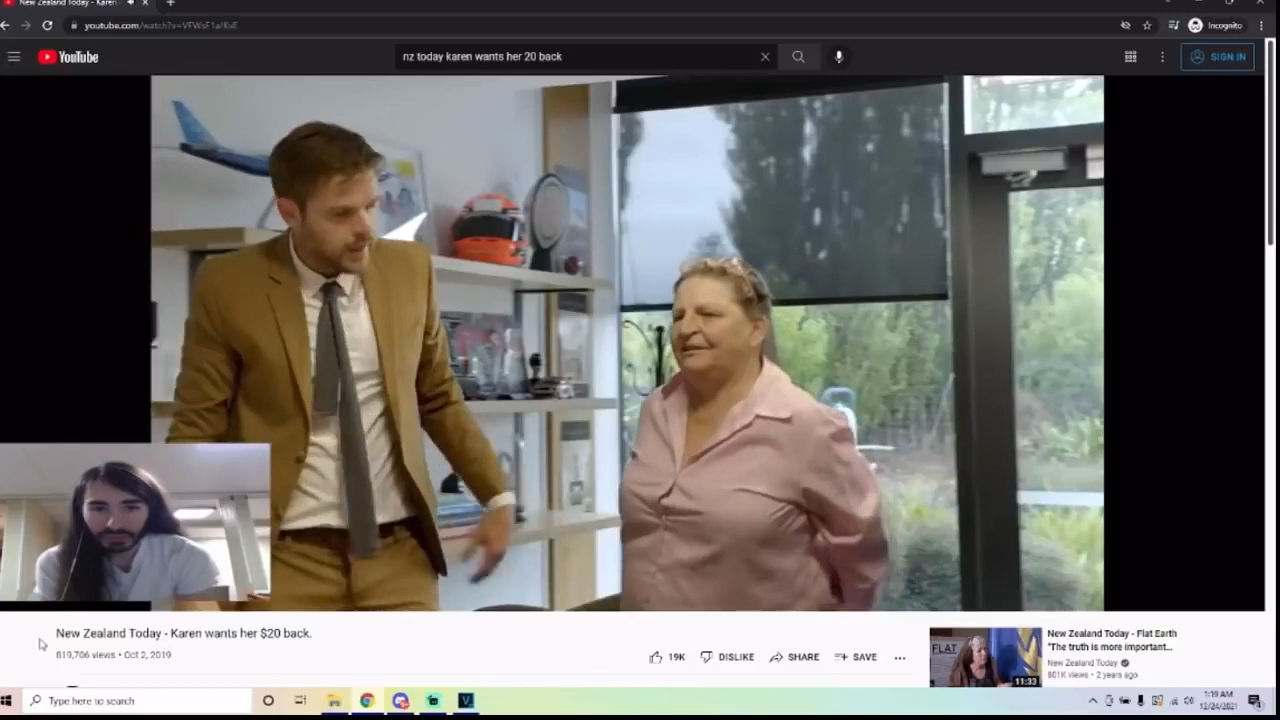 New Zealand Today - Karen
youtube.com/watch?v=
Incognito
YouTube
nz today karen wants her 20 back
SIGN IN
New Zealand Today - Karen wants her $20 back.
819,706 views • Oct 2, 2019
19K
DISLIKE
SHARE
SAVE
FLAT
11:33
New Zealand Today - Flat Earth
"The truth is more important...
New Zealand Today
801K views • 2 years ago
Type here to search
1:19 AM
12/24/2021